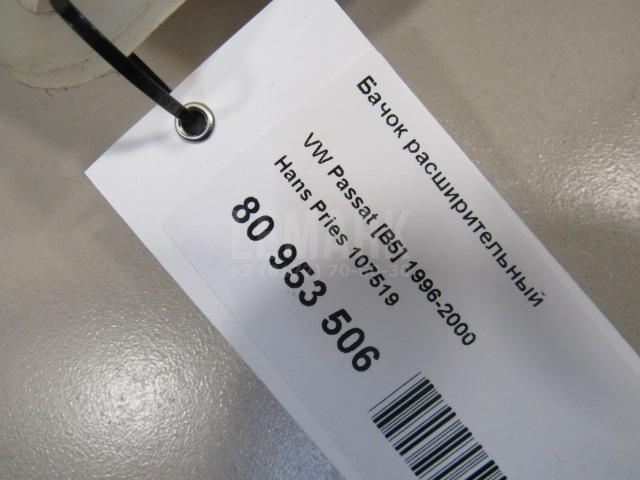 Бачок расширительный
VW Passat [B5] 1996-2000
Hans Pries 107519
80 953 506